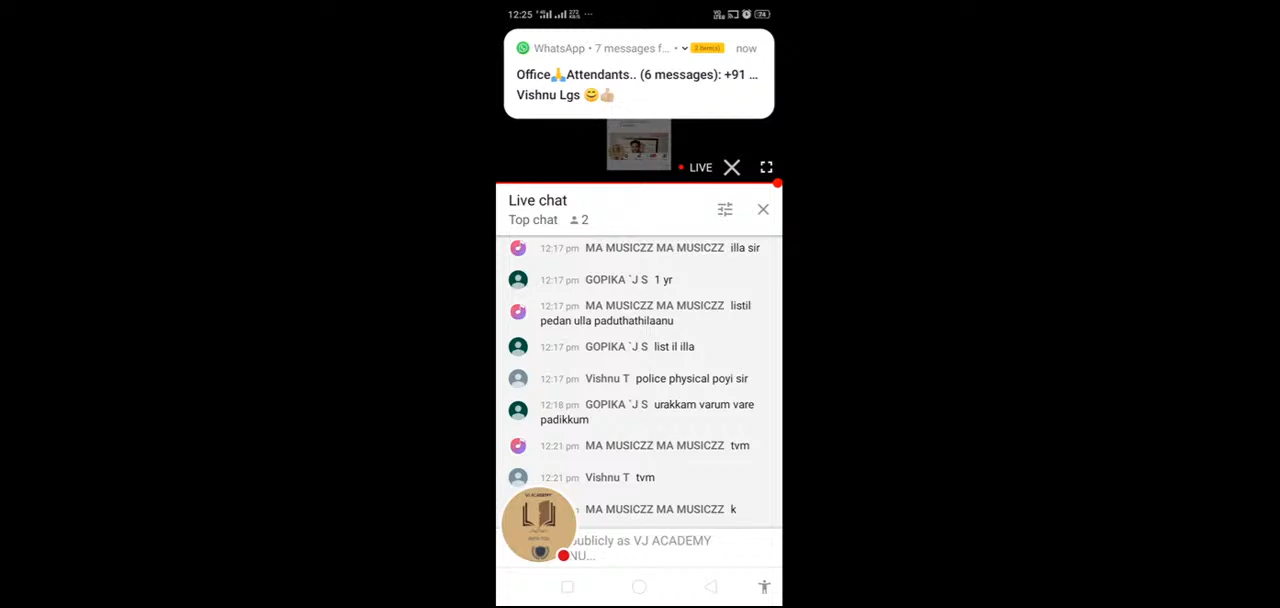 12:25
WhatsApp • 7 messages f... • now
Office🙏Attendants.. (6 messages): +91 ...
Vishnu Lgs 😊👍
LIVE
Live chat
Top chat 2
12:17 pm MA MUSICZZ MA MUSICZZ illa sir
12:17 pm GOPIKA `J S 1 yr
12:17 pm MA MUSICZZ MA MUSICZZ listil
pedan ulla paduthathilaanu
12:17 pm GOPIKA `J S list il illa
12:17 pm Vishnu T police physical poyi sir
12:18 pm GOPIKA `J S urakkam varum vare
padikkum
12:21 pm MA MUSICZZ MA MUSICZZ tvm
12:21 pm Vishnu T tvm
MA MUSICZZ MA MUSICZZ k
VJ ACADEMY
publicly as VJ ACADEMY
NU...